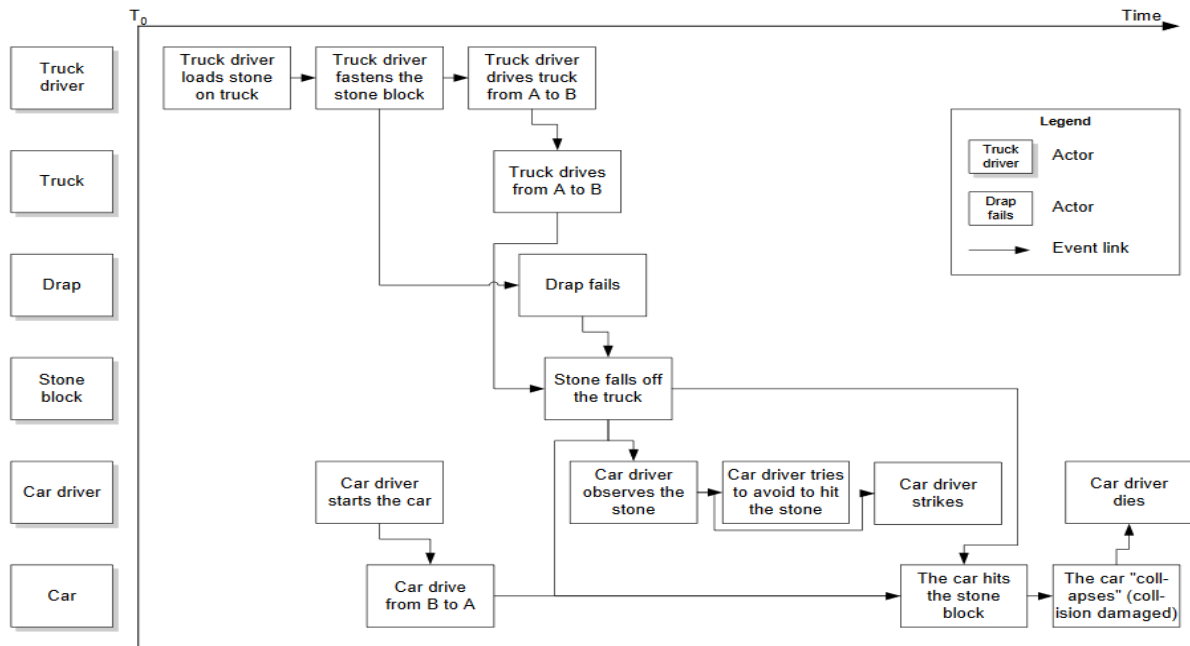 T0
Time
Truck
driver
Truck driver
loads stone
on truck
Truck driver
fastens the
stone block
Truck driver
drives truck
from A to B
Legend
Truck
driver
Actor
Drap
fails
Actor
Event link
Truck
Truck drives
from A to B
Drap
Drap fails
Stone
block
Stone falls off
the truck
Car driver
Car driver
starts the car
Car driver
observes the
stone
Car driver tries
to avoid to hit
the stone
Car driver
strikes
Car driver
dies
Car
Car drive
from B to A
The car hits
the stone
block
The car "coll-
apses" (coll-
ision damaged)